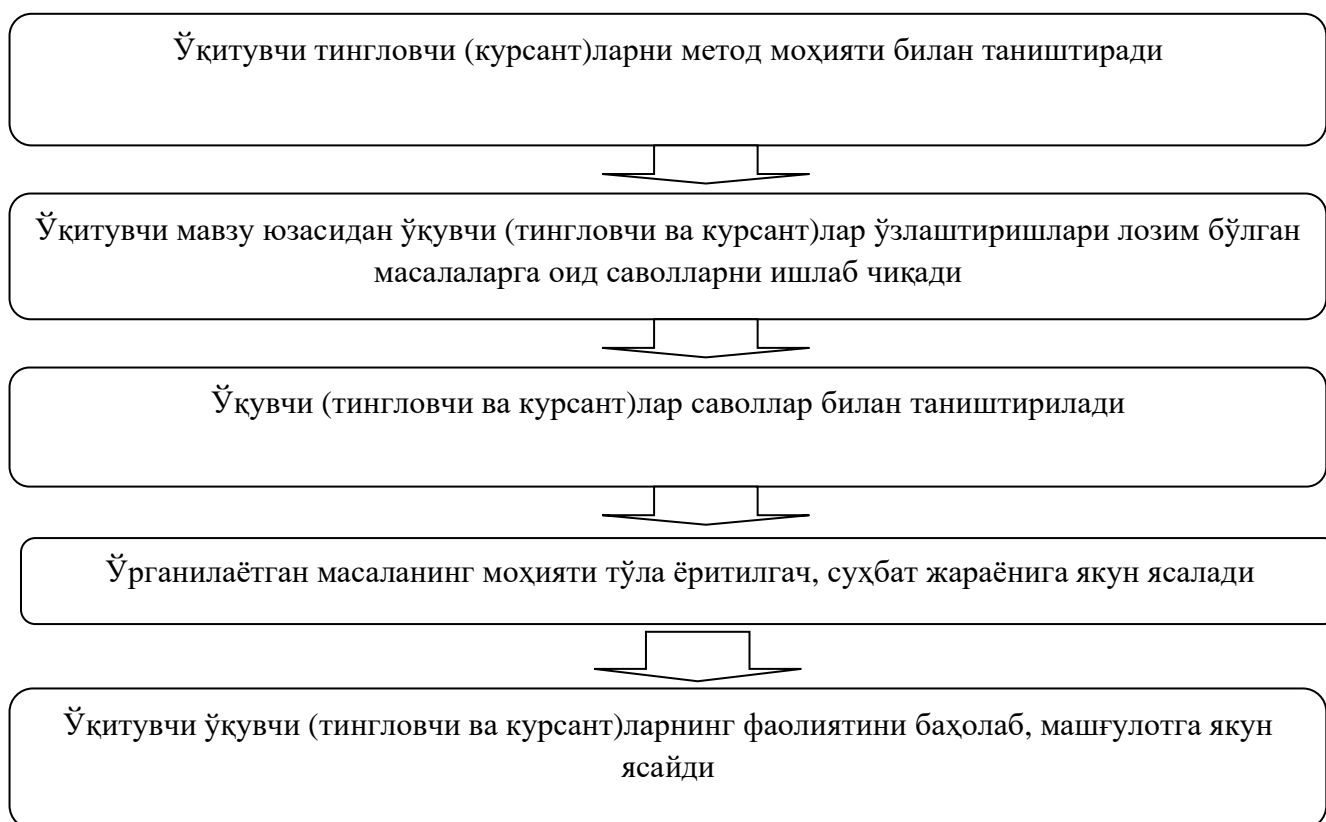 Ўқитувчи тингловчи (курсант)ларни метод моҳияти билан таништиради
Ўқитувчи мавзу юзасидан ўқувчи (тингловчи ва курсант)лар ўзлаштиришлари лозим бўлган
масалаларга оид саволларни ишлаб чиқади
Ўқувчи (тингловчи ва курсант)лар саволлар билан таништирилади
Ўрганилаётган масаланинг моҳияти тўла ёритилгач, суҳбат жараёнига якун ясалади
Ўқитувчи ўқувчи (тингловчи ва курсант)ларнинг фаолиятини баҳолаб, машғулотга якун
ясайди